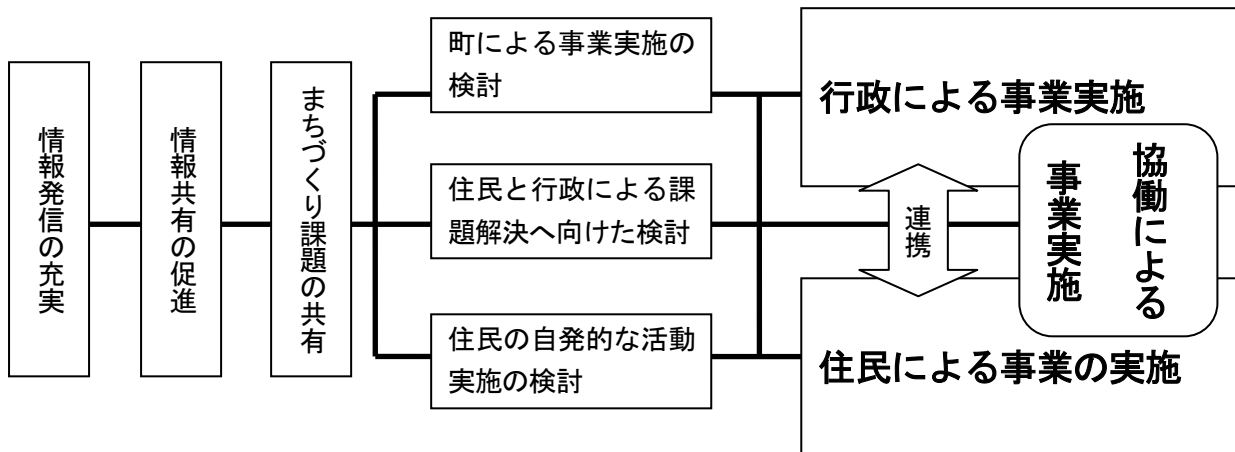 情報発信の充実
情報共有の促進
まちづくり課題の共有
町による事業実施の
検討
住民と行政による課
題解決へ向けた検討
住民の自発的な活動
実施の検討
行政による事業実施
連携
協働による
事業実施
住民による事業の実施